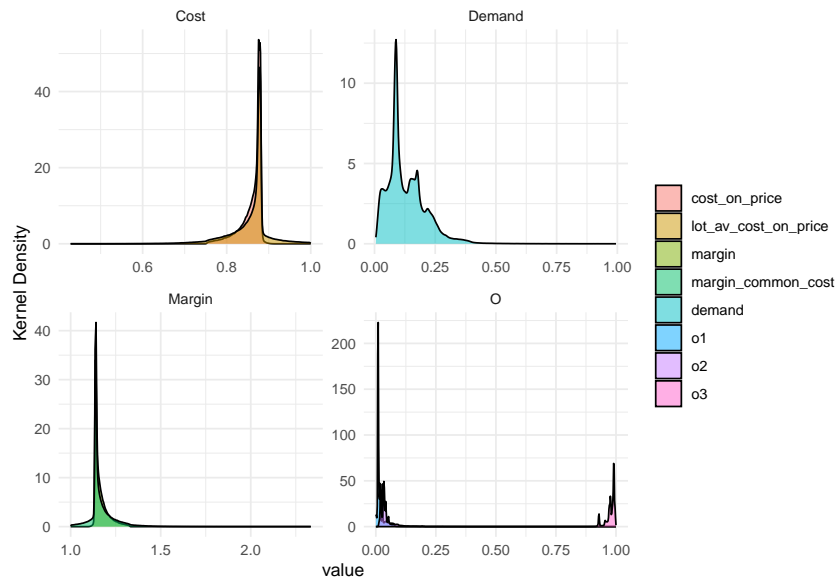 Cost
Demand
40
20
0
0.6
0.8
1.0
10
5
0
0.00
0.25
0.50
0.75
1.00
Kernel Density
Margin
O
40
30
20
10
0
1.0
1.5
2.0
200
150
100
50
0
0.00
0.25
0.50
0.75
1.00
value
cost_on_price
lot_av_cost_on_price
margin
margin_common_cost
demand
o1
o2
o3